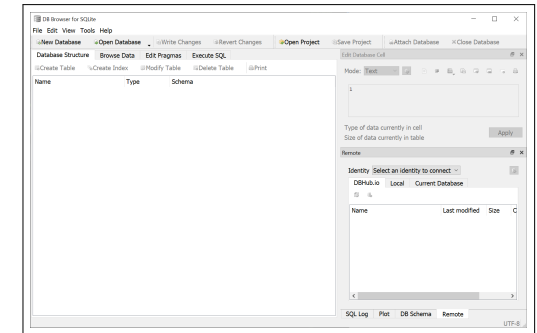 DB Browser for SQLite
File Edit View Tools Help
New Database Open Database Write Changes Revert Changes Open Project Save Project Attach Database Close Database
Database Structure Browse Data Edit Pragmas Execute SQL
Create Table Create Index Modify Table Delete Table Print
Name Type Schema
Edit Database Cell
Mode: Text
1
Type of data currently in cell
Size of data currently in table
Apply
Remote
Identity Select an identity to connect
DBHub.io Local Current Database
Name Last modified Size C
SQL Log Plot DB Schema Remote
UTF-8